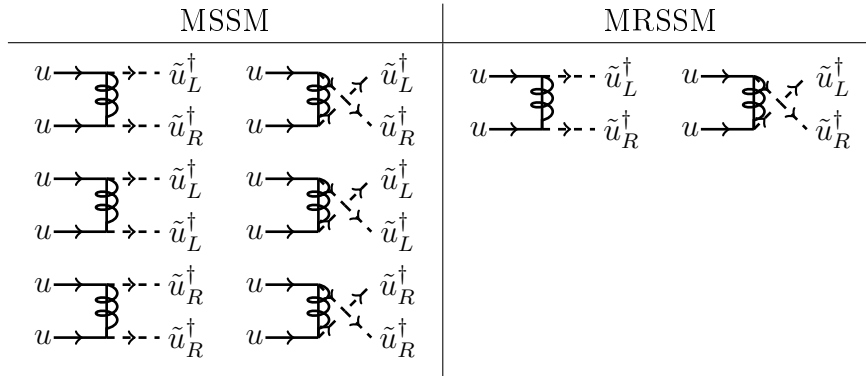 MSSM MRSSM
u ũ_L^† u ũ_L^† u ũ_L^† u ũ_L^†
u ũ_R^† u ũ_R^† u ũ_R^† u ũ_R^†
u ũ_L^† u ũ_L^†
u ũ_L^† u ũ_L^†
u ũ_R^† u ũ_R^†
u ũ_R^† u ũ_R^†